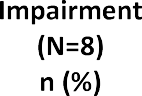 Impairment
(N=8)
n (%)